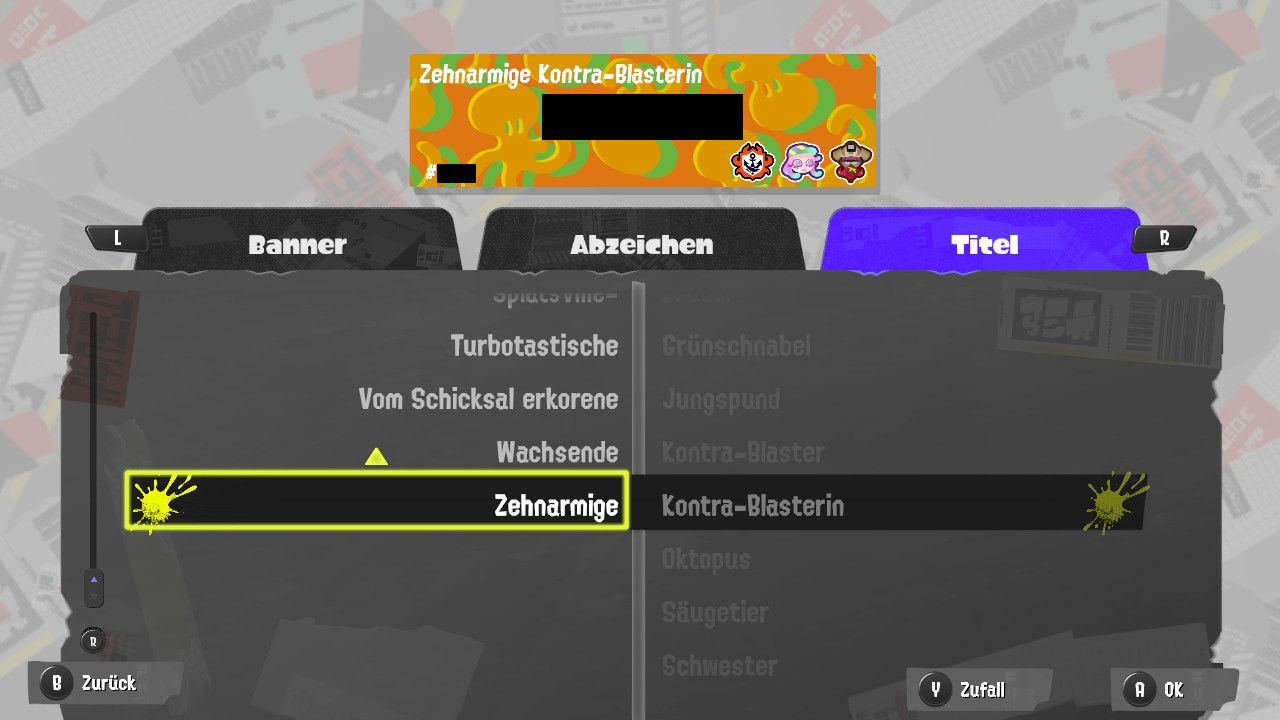 Zehnarmige Kontra-Blasterin
#
L
Banner
Abzeichen
Titel
R
Splatsville-
Turbotastische
Grünschnabel
Vom Schicksal erkorene
Jungspund
Wachsende
Kontra-Blaster
Zehnarmige
Kontra-Blasterin
Oktopus
Säugetier
Schwester
R
B Zurück
Y Zufall
A OK